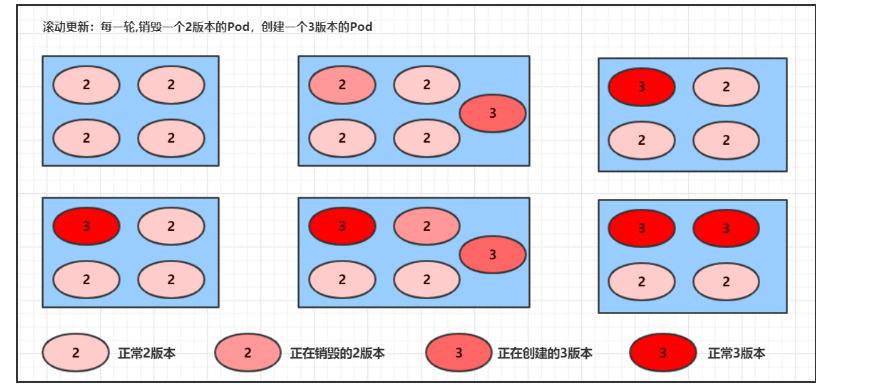 滚动更新：每一轮,销毁一个2版本的Pod，创建一个3版本的Pod
2 2 2 2 3 2
3
2 2 2 2 2 2
3 2 3 2 3 3
3
2 2 2 2 2 2
2 正常2版本 2 正在销毁的2版本 3 正在创建的3版本 3 正常3版本